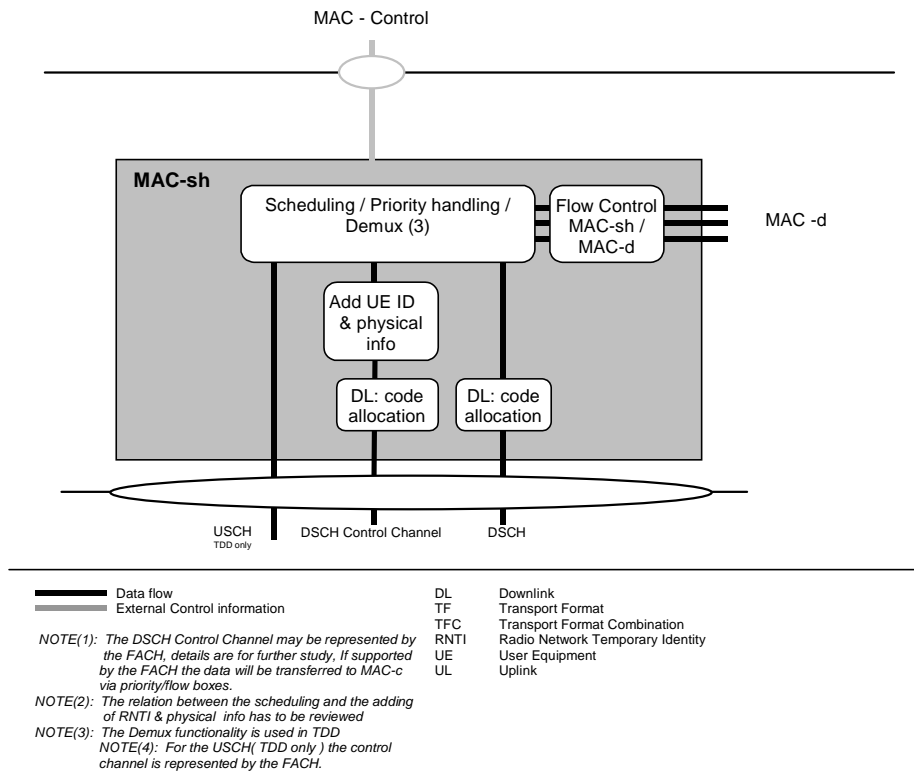 MAC - Control
MAC-sh
Scheduling / Priority handling /
Demux (3)
Flow Control
MAC-sh /
MAC-d
MAC -d
Add UE ID
& physical
info
DL: code
allocation
DL: code
allocation
USCH
TDD only
DSCH Control Channel
DSCH
Data flow
External Control information
DL Downlink
TF Transport Format
TFC Transport Format Combination
RNTI Radio Network Temporary Identity
UE User Equipment
UL Uplink
NOTE(1): The DSCH Control Channel may be represented by
the FACH, details are for further study, If supported
by the FACH the data will be transferred to MAC-c
via priority/flow boxes.
NOTE(2): The relation between the scheduling and the adding
of RNTI & physical info has to be reviewed
NOTE(3): The Demux functionality is used in TDD
NOTE(4): For the USCH( TDD only ) the control
channel is represented by the FACH.